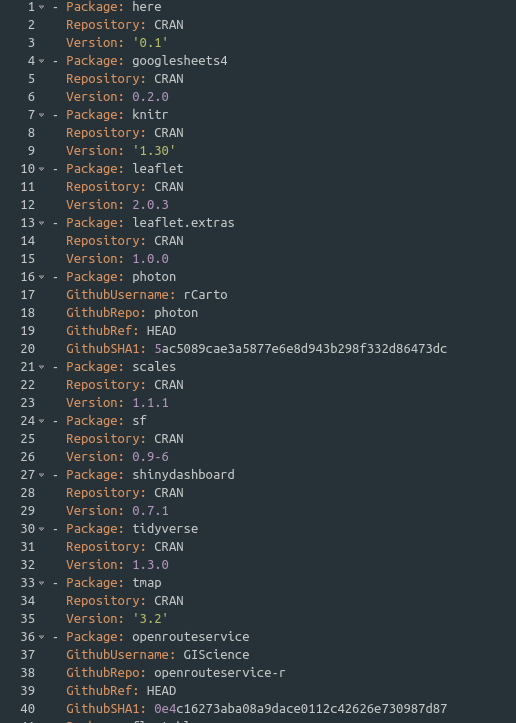 1 - Package: here
2 Repository: CRAN
3 Version: '0.1'
4 - Package: googlesheets4
5 Repository: CRAN
6 Version: 0.2.0
7 - Package: knitr
8 Repository: CRAN
9 Version: '1.30'
10 - Package: leaflet
11 Repository: CRAN
12 Version: 2.0.3
13 - Package: leaflet.extras
14 Repository: CRAN
15 Version: 1.0.0
16 - Package: photon
17 GithubUsername: rCarto
18 GithubRepo: photon
19 GithubRef: HEAD
20 GithubSHA1: 5ac5089cae3a5877e6e8d943b298f332d86473dc
21 - Package: scales
22 Repository: CRAN
23 Version: 1.1.1
24 - Package: sf
25 Repository: CRAN
26 Version: 0.9-6
27 - Package: shinydashboard
28 Repository: CRAN
29 Version: 0.7.1
30 - Package: tidyverse
31 Repository: CRAN
32 Version: 1.3.0
33 - Package: tmap
34 Repository: CRAN
35 Version: '3.2'
36 - Package: openrouteservice
37 GithubUsername: GIScience
38 GithubRepo: openrouteservice-r
39 GithubRef: HEAD
40 GithubSHA1: 0e4c16273aba08a9dace0112c42626e730987d87